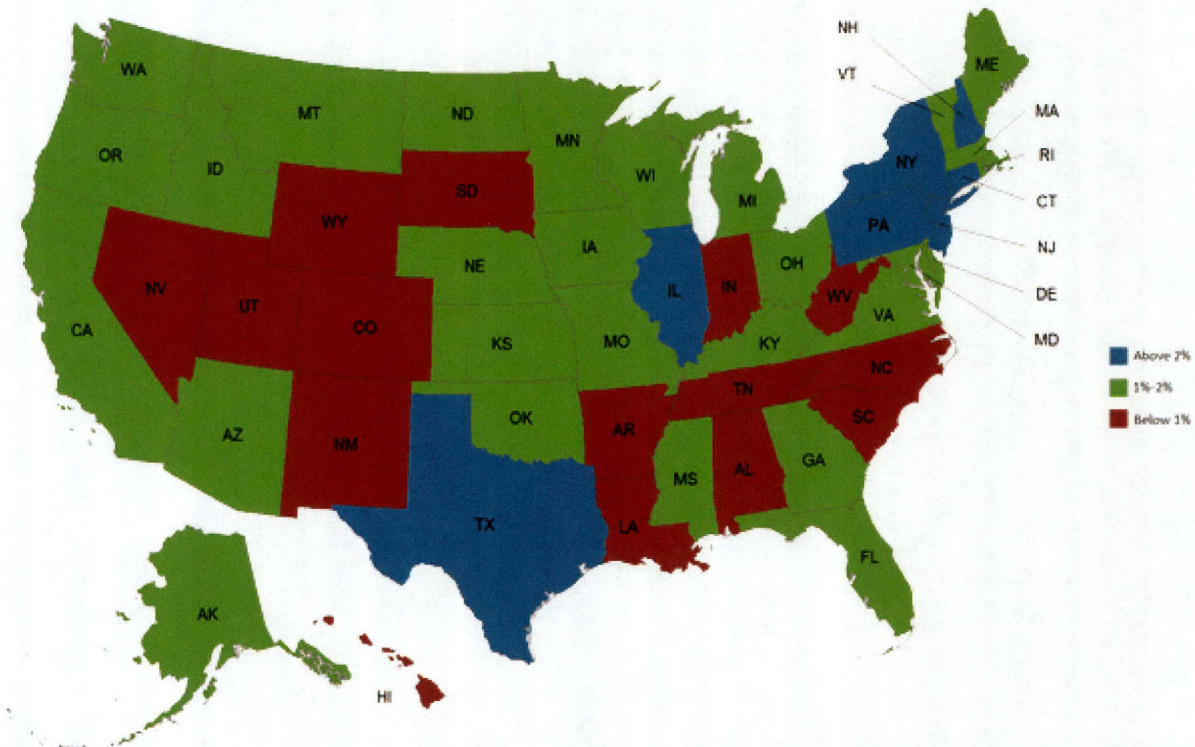 NH
VT
ME
WA
MT
ND
MN
MA
OR
ID
SD
WI
NY
RI
WY
MI
CT
PA
NJ
NE
IA
OH
DE
NV
UT
CO
IL
IN
WV
VA
MD
CA
KS
MO
KY
Above 2%
1%-2%
Below 1%
NC
TN
SC
OK
AR
AZ
NM
MS
AL
GA
TX
LA
FL
AK
HI